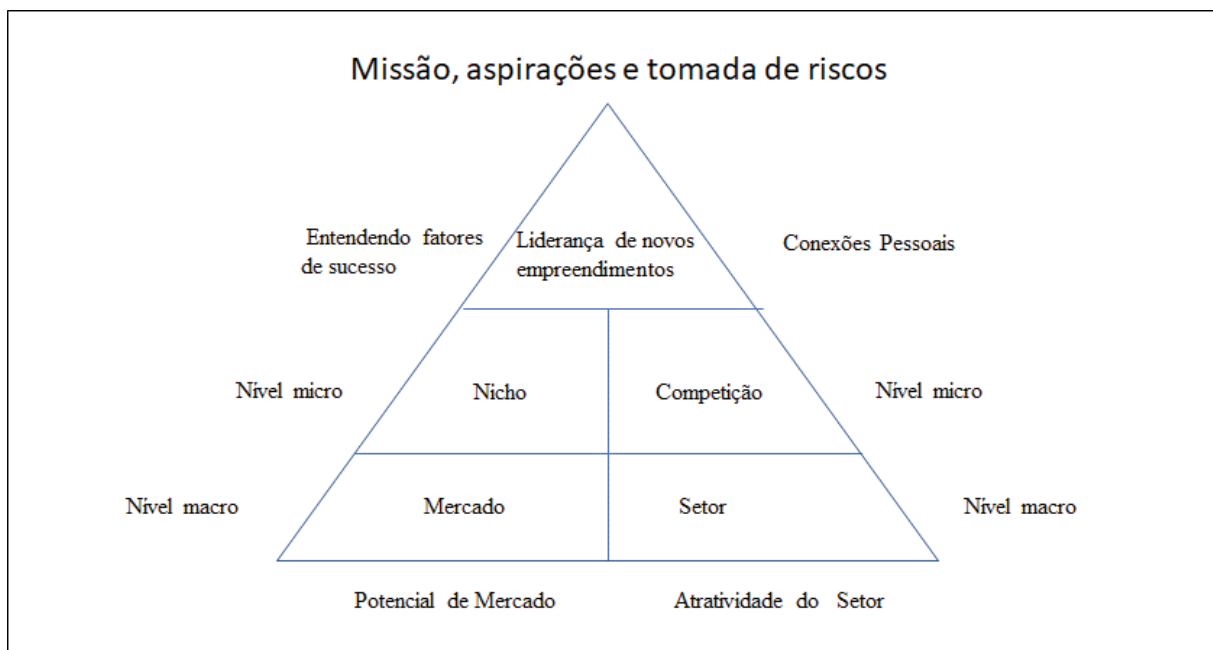 Missão, aspirações e tomada de riscos
Entendendo fatores
de sucesso
Liderança de novos
empreendimentos
Conexões Pessoais
Nível micro
Nicho
Competição
Nível micro
Nível macro
Mercado
Setor
Nível macro
Potencial de Mercado
Atratividade do Setor